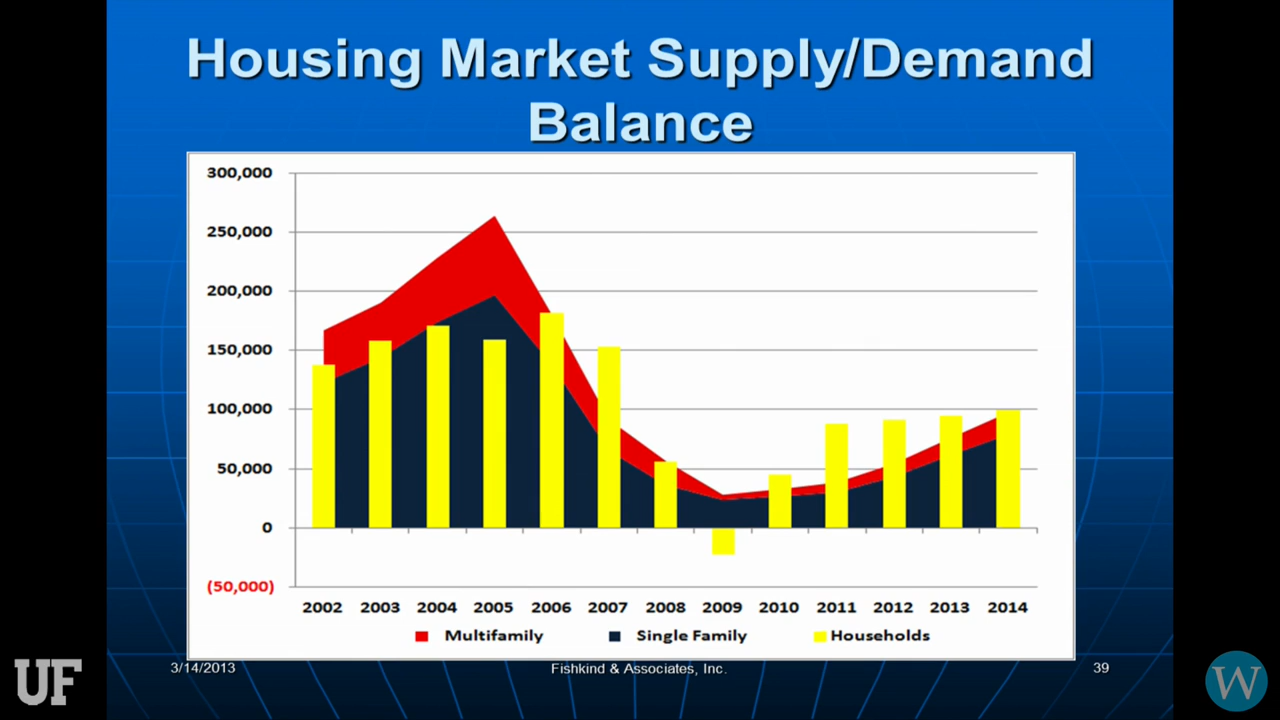 Housing Market Supply/Demand
Balance
300,000
250,000
200,000
150,000
100,000
50,000
0
(50,000)
2002 2003 2004 2005 2006 2007 2008 2009 2010 2011 2012 2013 2014
Multifamily Single Family Households
3/14/2013 Fishkind & Associates, Inc. 39
UF W